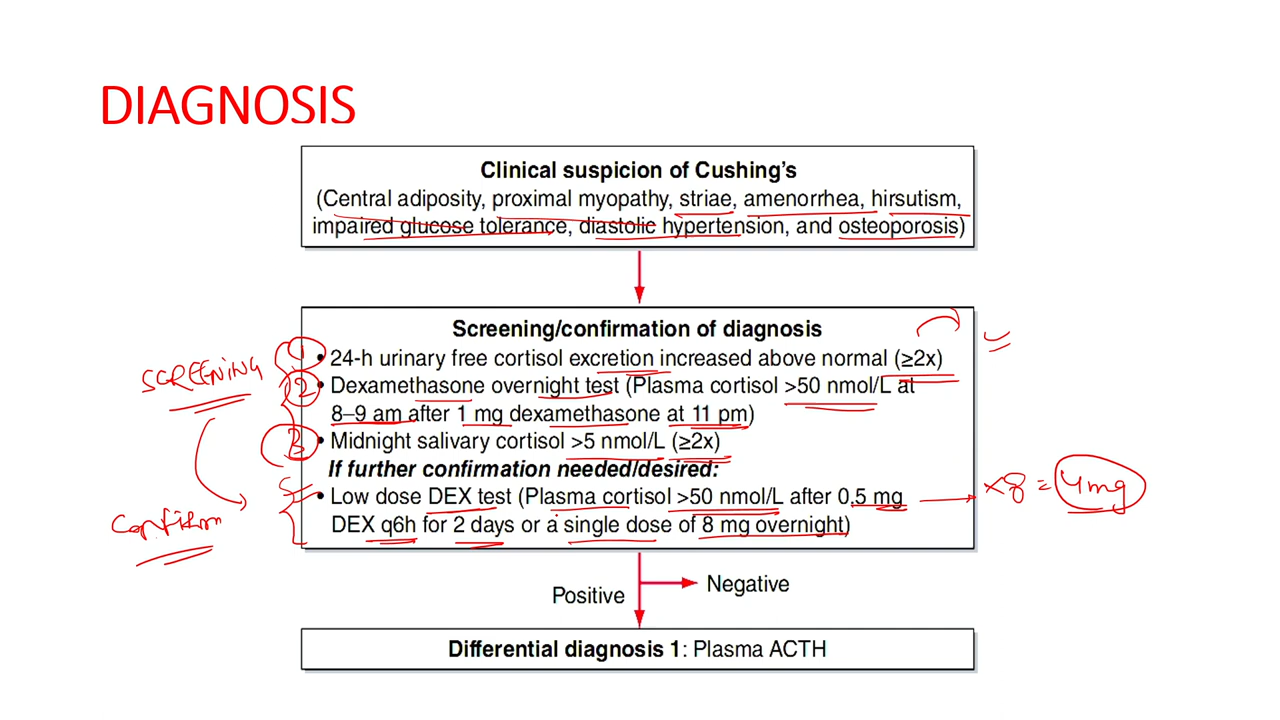 DIAGNOSIS
Clinical suspicion of Cushing's
(Central adiposity, proximal myopathy, striae, amenorrhea, hirsutism,
impaired glucose tolerance, diastolic hypertension, and osteoporosis)
Screening/confirmation of diagnosis
1 • 24-h urinary free cortisol excretion increased above normal (≥2x)
SCREENING
2 • Dexamethasone overnight test (Plasma cortisol >50 nmol/L at
8–9 am after 1 mg dexamethasone at 11 pm)
3 • Midnight salivary cortisol >5 nmol/L (≥2x)
If further confirmation needed/desired:
• Low dose DEX test (Plasma cortisol >50 nmol/L after 0.5 mg
×8 = 4mg
Confirm
DEX q6h for 2 days or a single dose of 8 mg overnight)
Positive
Negative
Differential diagnosis 1: Plasma ACTH